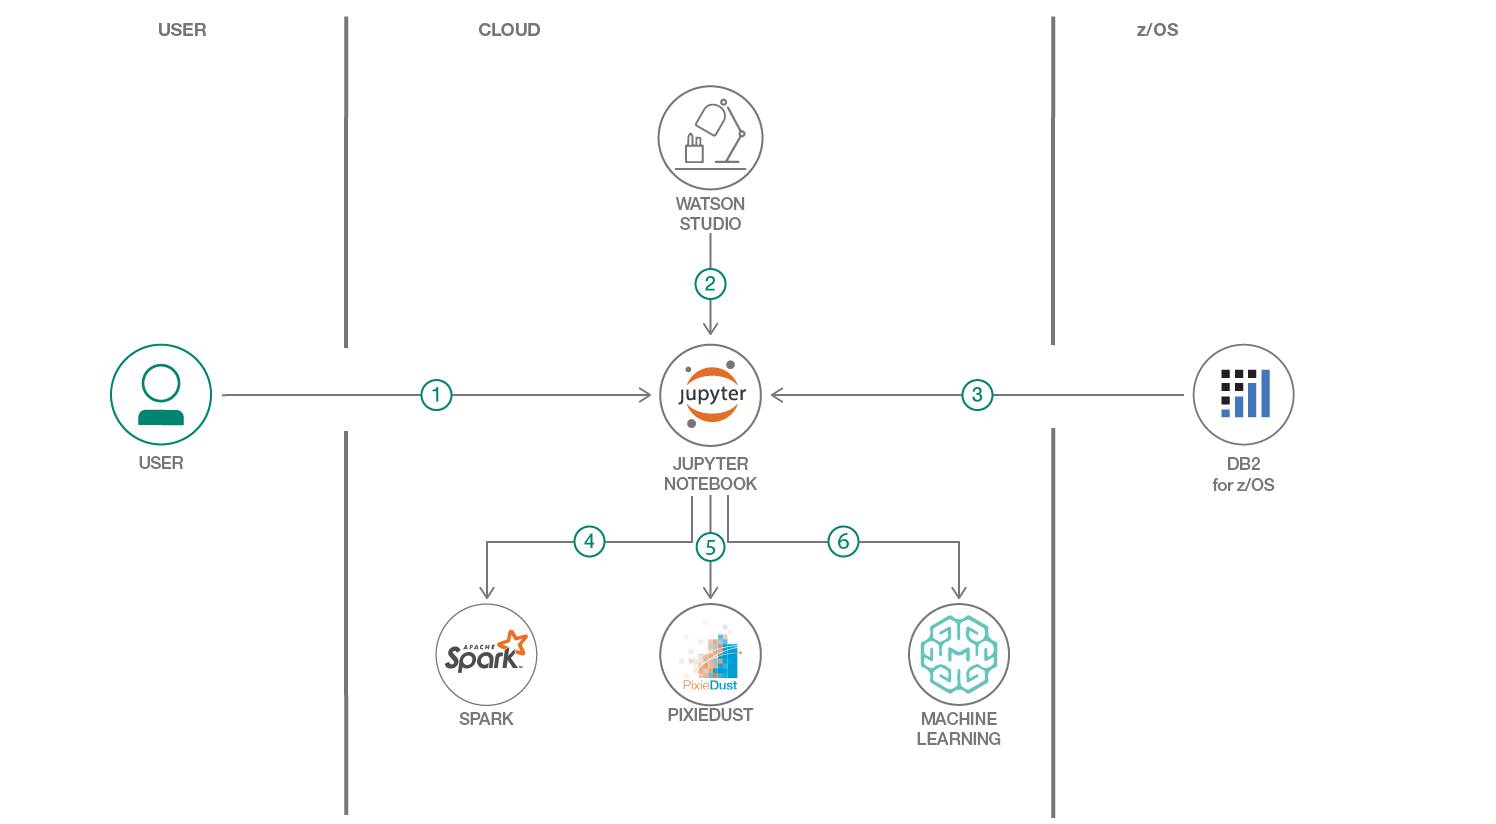 USER
CLOUD
z/OS
WATSON
STUDIO
2
1
3
jupyter
USER
JUPYTER
NOTEBOOK
DB2
for z/OS
4
5
6
APACHE
Spark™
PixieDust
SPARK
PIXIEDUST
MACHINE
LEARNING